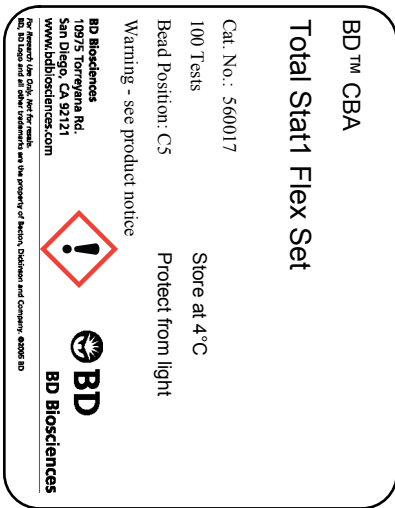 BD™ CBA
Total Stat1 Flex Set
Cat. No.: 560017
100 Tests
Store at 4°C
Bead Position: C5
Protect from light
Warning - see product notice
BD Biosciences
10975 Torreyana Rd.
San Diego, CA 92121
www.bdbiosciences.com
BD
BD Biosciences
For Research Use Only. Not for resale.
BD, BD Logo and all other trademarks are the property of Becton, Dickinson and Company. ©2005 BD